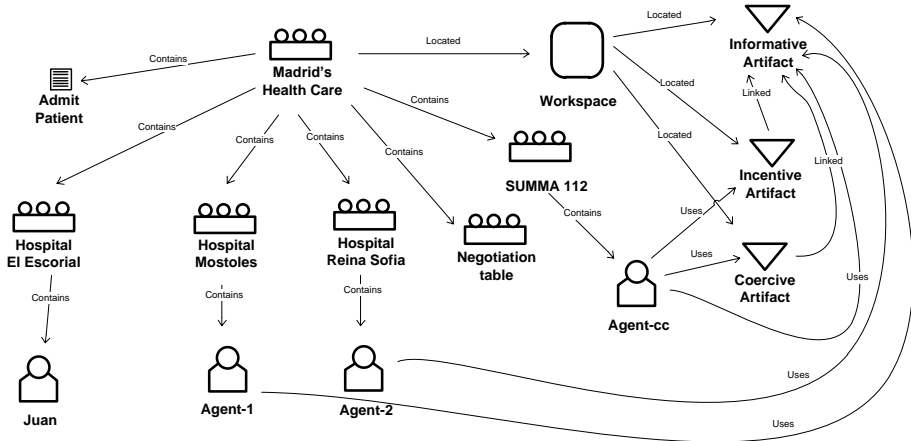 Located
Located
Informative
Artifact
Contains
Madrid's
Health Care
Admit
Patient
Workspace
Located
Linked
Contains
Located
Contains
Contains
Contains
Contains
Linked
SUMMA 112
Incentive
Artifact
Uses
Contains
Hospital
El Escorial
Hospital
Mostoles
Hospital
Reina Sofia
Negotiation
table
Uses
Coercive
Artifact
Uses
Contains
Contains
Contains
Agent-cc
Uses
Juan
Agent-1
Agent-2
Uses